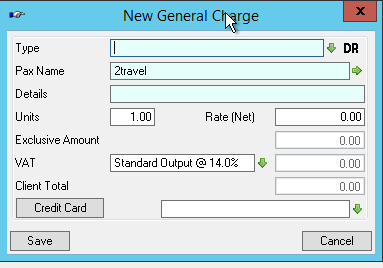 New General Charge
Type DR
Pax Name 2travel
Details
Units 1.00 Rate (Net) 0.00
Exclusive Amount 0.00
VAT Standard Output @ 14.0% 0.00
Client Total 0.00
Credit Card
Save Cancel